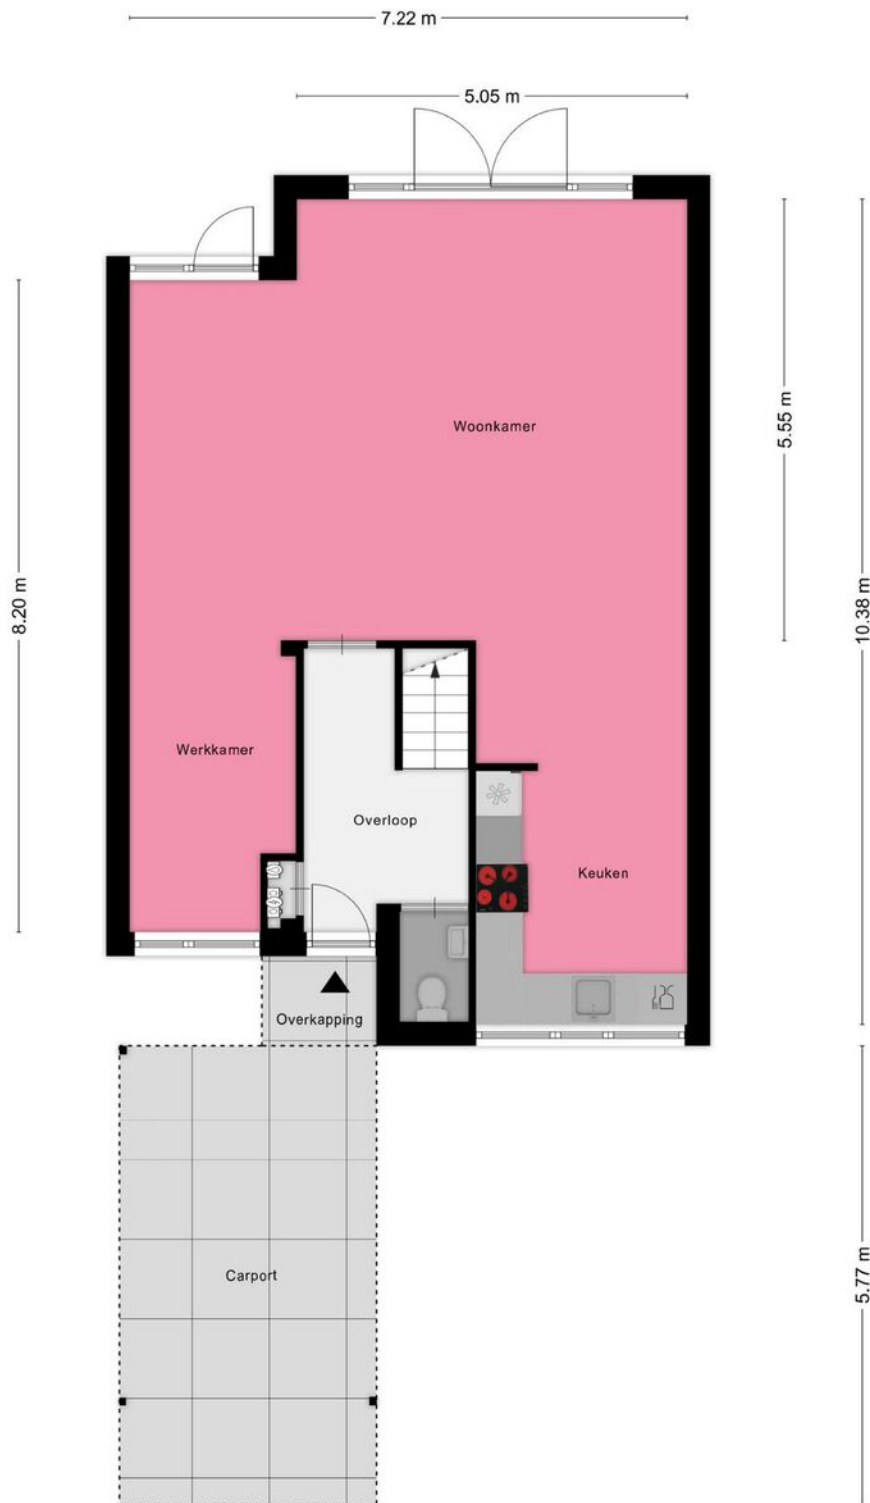 7.22 m
5.05 m
Woonkamer
5.55 m
8.20 m
10.38 m
Werkkamer
Overloop
Keuken
Overkapping
Carport
5.77 m